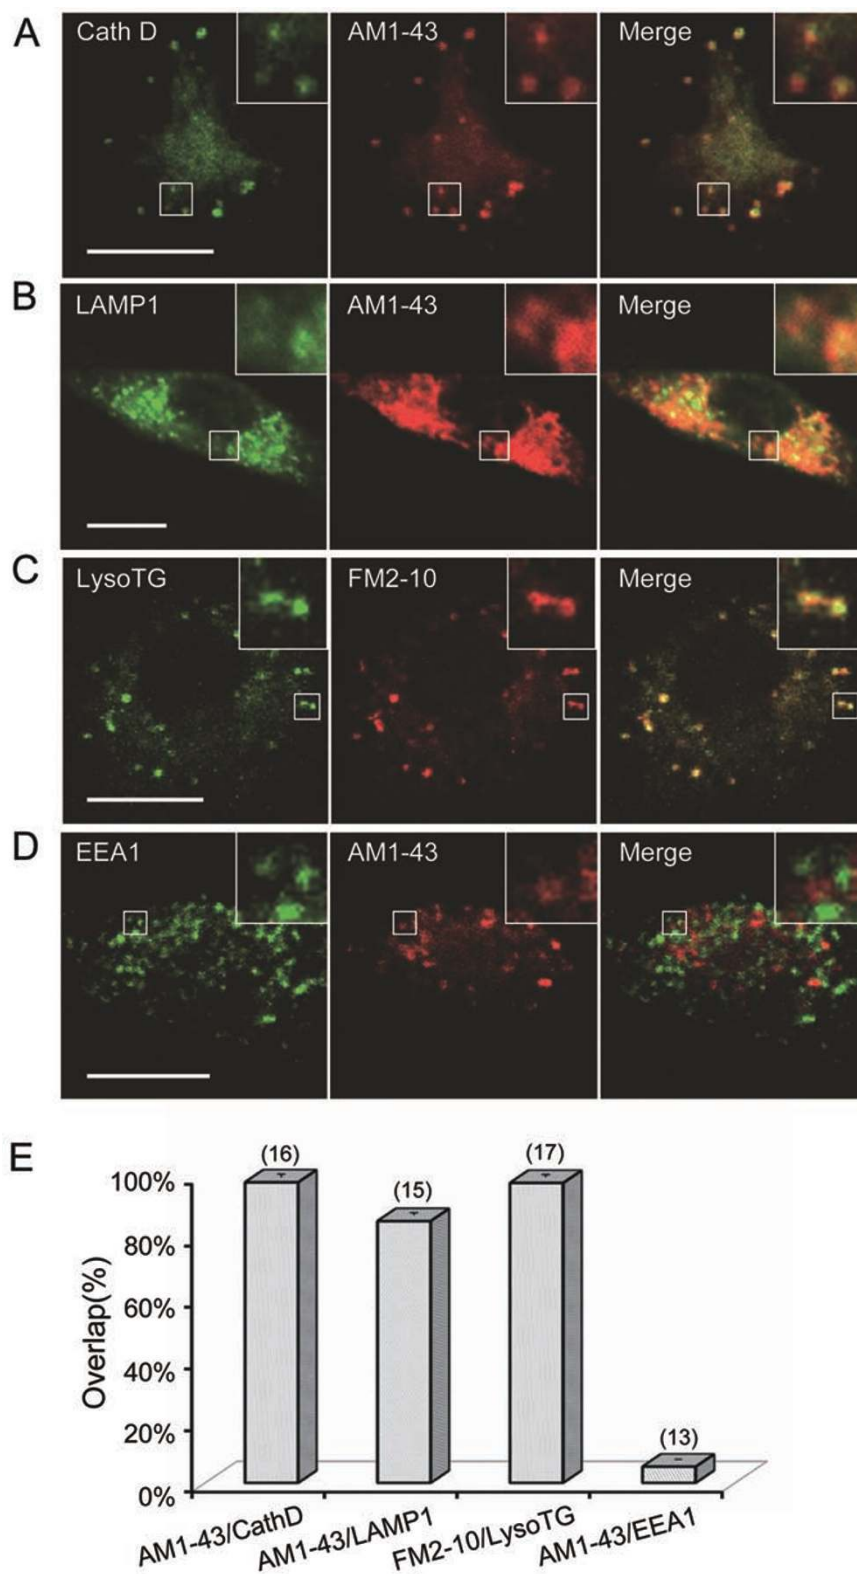 A
Cath D AM1-43 Merge
B
LAMP1 AM1-43 Merge
C
LysoTG FM2-10 Merge
D
EEA1 AM1-43 Merge
E
(16) (15) (17) (13)
100%
80%
60%
40%
20%
0%
Overlap(%)
AM1-43/CathD AM1-43/LAMP1 FM2-10/LysoTG AM1-43/EEA1